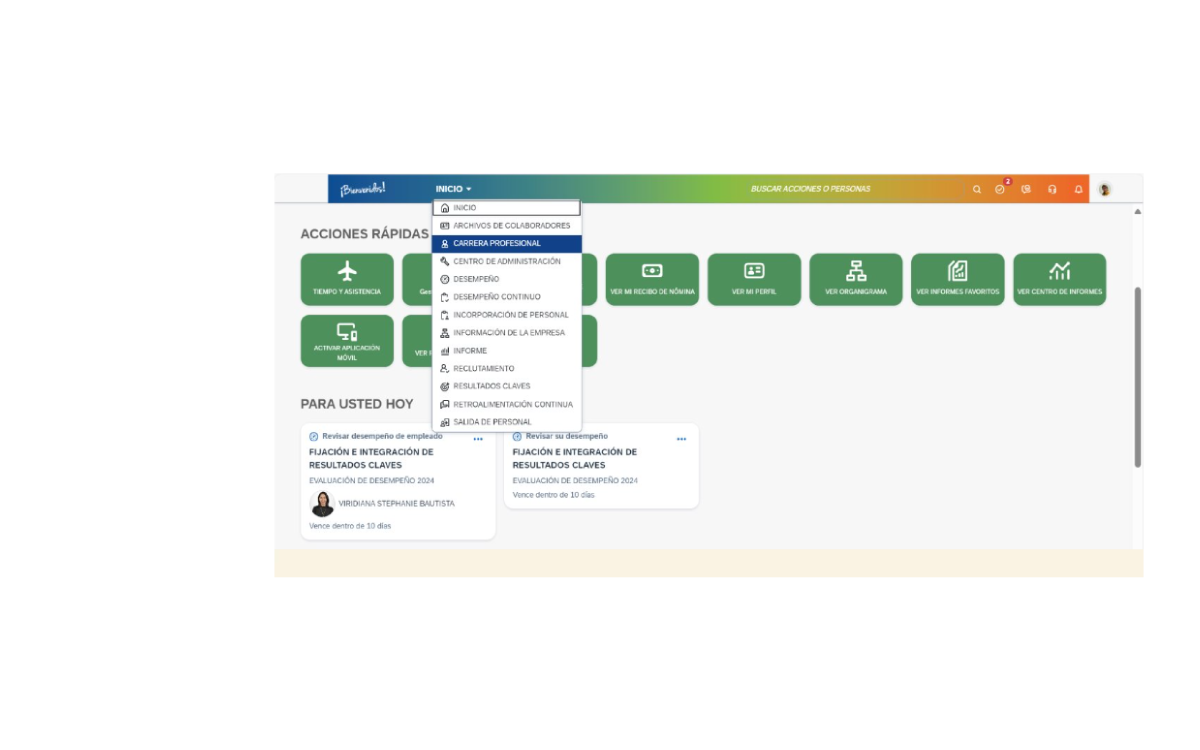 ¡Bienvenidos!
INICIO
BUSCAR ACCIONES O PERSONAS
2
INICIO
ARCHIVOS DE COLABORADORES
CARRERA PROFESIONAL
CENTRO DE ADMINISTRACIÓN
DESEMPEÑO
DESEMPEÑO CONTINUO
INCORPORACIÓN DE PERSONAL
INFORMACIÓN DE LA EMPRESA
INFORME
RECLUTAMIENTO
RESULTADOS CLAVES
RETROALIMENTACIÓN CONTINUA
SALIDA DE PERSONAL
ACCIONES RÁPIDAS
TIEMPO Y ASISTENCIA
VER MI RECIBO DE NÓMINA
VER MI PERFIL
VER ORGANIGRAMA
VER INFORMES FAVORITOS
VER CENTRO DE INFORMES
ACTIVAR APLICACIÓN
MÓVIL
VER
PARA USTED HOY
Revisar desempeño de empleado
FIJACIÓN E INTEGRACIÓN DE
RESULTADOS CLAVES
EVALUACIÓN DE DESEMPEÑO 2024
VIRIDIANA STEPHANIE BAUTISTA
Vence dentro de 10 días
Revisar su desempeño
FIJACIÓN E INTEGRACIÓN DE
RESULTADOS CLAVES
EVALUACIÓN DE DESEMPEÑO 2024
Vence dentro de 10 días